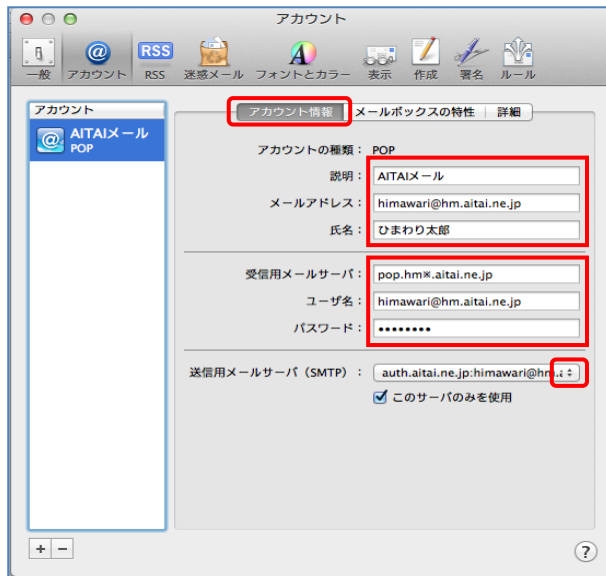 アカウント
@ RSS A
一般 アカウント RSS 迷惑メール フォントとカラー 表示 作成 署名 ルール
アカウント
@ AITAIメール
POP
アカウント情報 メールボックスの特性 詳細
アカウントの種類： POP
説明： AITAIメール
メールアドレス： himawari@hm.aitai.ne.jp
氏名： ひまわり太郎
受信用メールサーバ： pop.hm※.aitai.ne.jp
ユーザ名： himawari@hm.aitai.ne.jp
パスワード： ••••••••
送信用メールサーバ（SMTP）： auth.aitai.ne.jp:himawari@hm.a
このサーバのみを使用
+ − ?